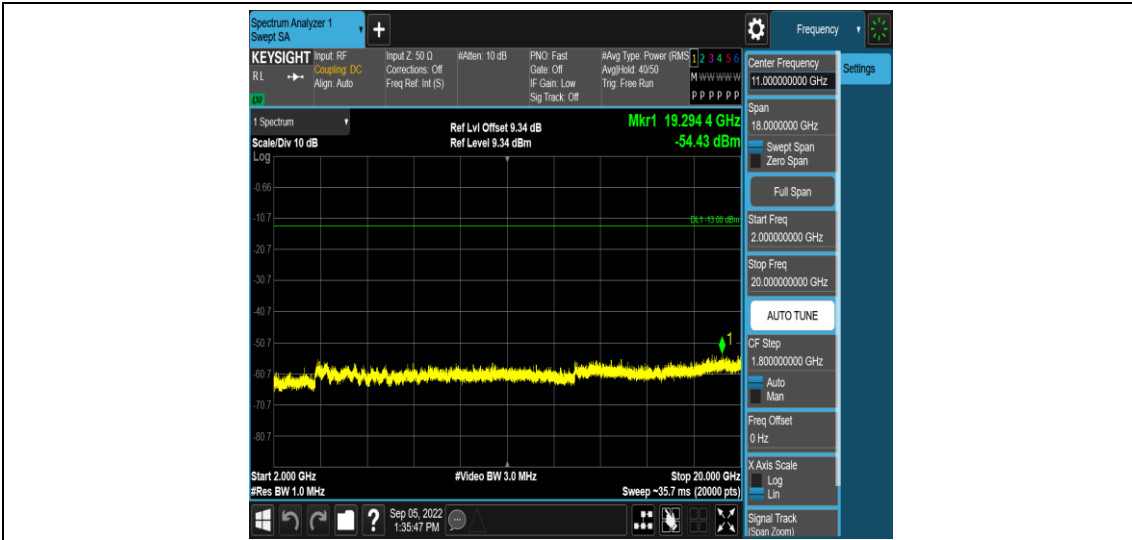 Spectrum Analyzer 1
Swept SA
+
Frequency
KEYSIGHT
RL
LXI
Input: RF
Coupling: DC
Align: Auto
Input Z: 50 Ω
Corrections: Off
Freq Ref: Int (S)
#Atten: 10 dB
PNO: Fast
Gate: Off
IF Gain: Low
Sig Track: Off
#Avg Type: Power (RMS
Avg|Hold: 40/50
Trig: Free Run
1 2 3 4 5 6
M W W W W W
P P P P P P
1 Spectrum
Scale/Div 10 dB
Log
Ref Lvl Offset 9.34 dB
Ref Level 9.34 dBm
Mkr1 19.294 4 GHz
-54.43 dBm
-0.66
-10.7
DL1 -13.00 dBm
-20.7
-30.7
-40.7
-50.7
1
-60.7
-70.7
-80.7
Start 2.000 GHz
#Res BW 1.0 MHz
#Video BW 3.0 MHz
Stop 20.000 GHz
Sweep ~35.7 ms (20000 pts)
?
Sep 05, 2022
1:35:47 PM
Center Frequency
11.000000000 GHz
Settings
Span
18.0000000 GHz
Swept Span
Zero Span
Full Span
Start Freq
2.000000000 GHz
Stop Freq
20.000000000 GHz
AUTO TUNE
CF Step
1.800000000 GHz
Auto
Man
Freq Offset
0 Hz
X Axis Scale
Log
Lin
Signal Track
(Span Zoom)